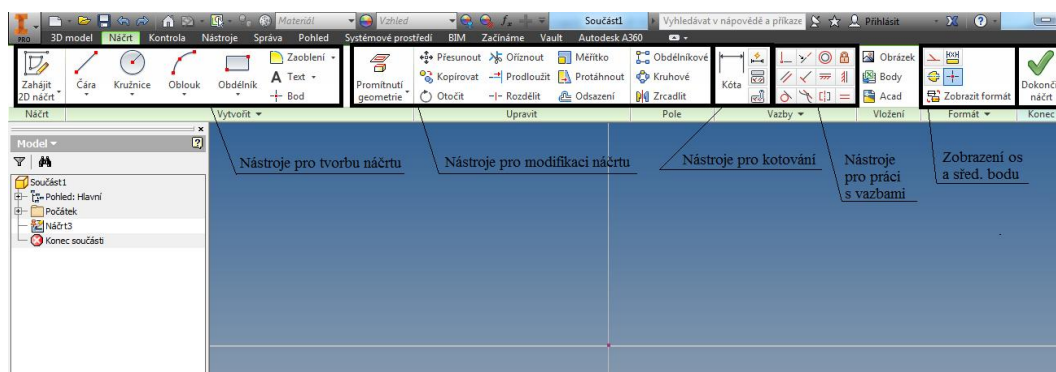 PRO
Materiál
Vzhled
fx
Součást1
Vyhledávat v nápovědě a příkaze
Přihlásit
3D model Náčrt Kontrola Nástroje Správa Pohled Systémové prostředí BIM Začínáme Vault Autodesk A360
Zahájit
2D náčrt
Čára
Kružnice
Oblouk
Obdélník
Zaoblení
A Text
Bod
Promítnutí
geometrie
Přesunout Oříznout Měřítko
Kopírovat Prodloužit Protáhnout
Otočit Rozdělit Odsazení
Obdélníkové
Kruhové
Zrcadlit
Kóta
Obrázek
Body
Acad
Zobrazit formát
Dokonči
náčrt
Náčrt Vytvořit Upravit Pole Vazby Vložení Formát Konec
Model
Nástroje pro tvorbu náčrtu
Nástroje pro modifikaci náčrtu
Nástroje pro kotování
Nástroje
pro práci
s vazbami
Zobrazení os
a střed. bodu
Součást1
Pohled: Hlavní
Počátek
Náčrt3
Konec součásti